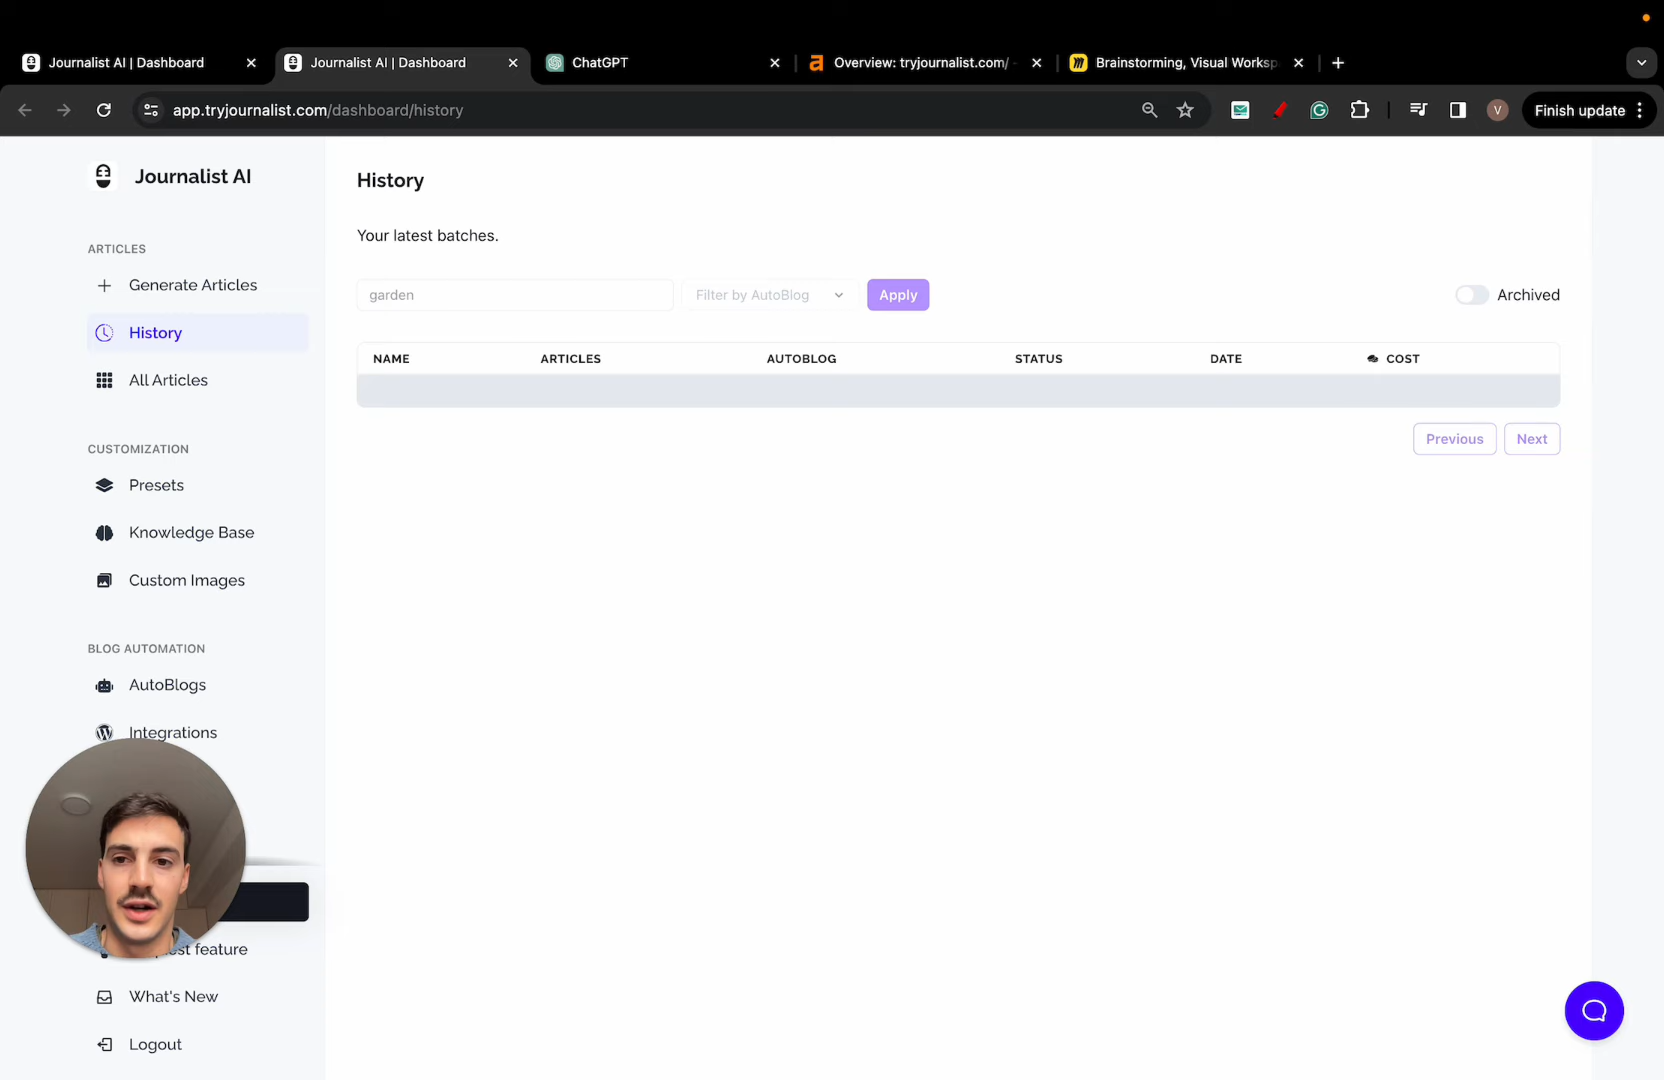 Journalist AI | Dashboard
Journalist AI | Dashboard
ChatGPT
Overview: tryjournalist.com/
Brainstorming, Visual Worksp
app.tryjournalist.com/dashboard/history
V
Finish update
Journalist AI
ARTICLES
Generate Articles
History
All Articles
CUSTOMIZATION
Presets
Knowledge Base
Custom Images
BLOG AUTOMATION
AutoBlogs
Integrations
feature
What's New
Logout
History
Your latest batches.
garden
Filter by AutoBlog
Apply
Archived
NAME ARTICLES AUTOBLOG STATUS DATE COST
Previous
Next